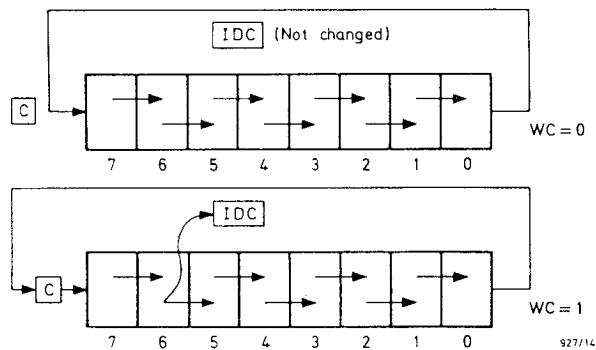 IDC (Not changed)
C
WC = 0
7 6 5 4 3 2 1 0
IDC
C
WC = 1
7 6 5 4 3 2 1 0
927/14